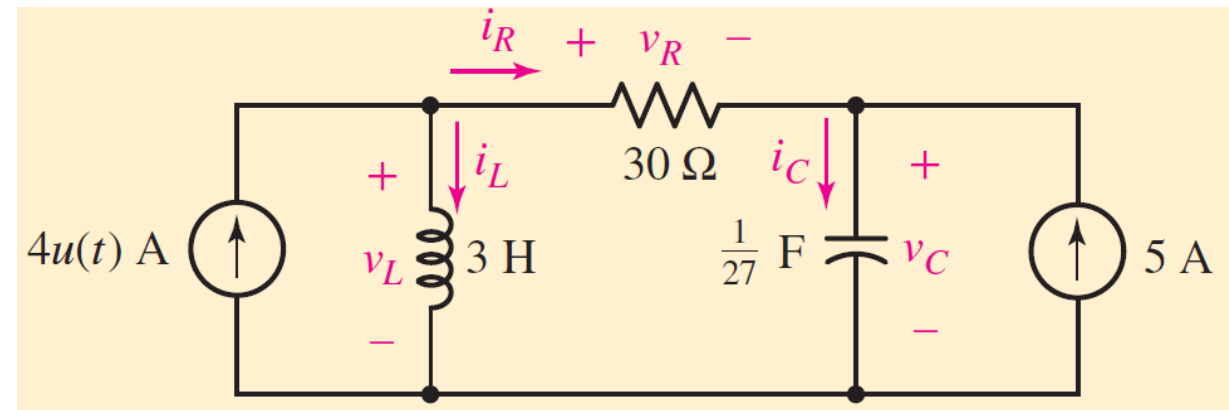 i_R + v_R −
+ i_L 30 Ω i_C +
4u(t) A v_L 3 H 1/27 F v_C 5 A
− −